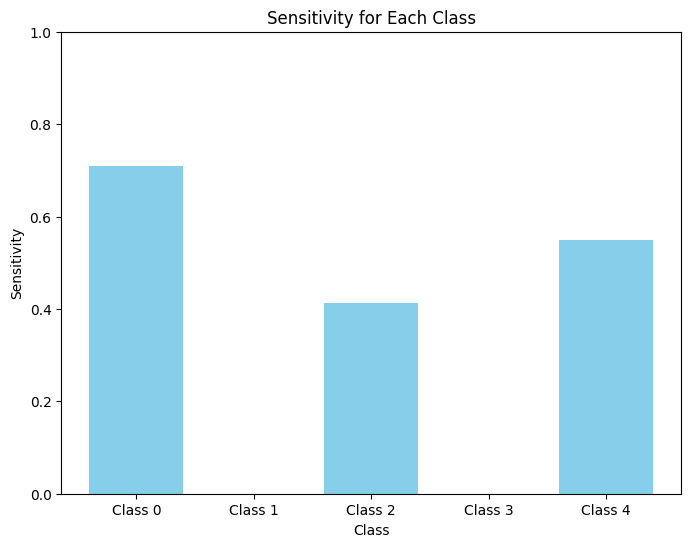 Sensitivity for Each Class
1.0
0.8
0.6
0.4
0.2
0.0
Sensitivity
Class 0
Class 1
Class 2
Class 3
Class 4
Class